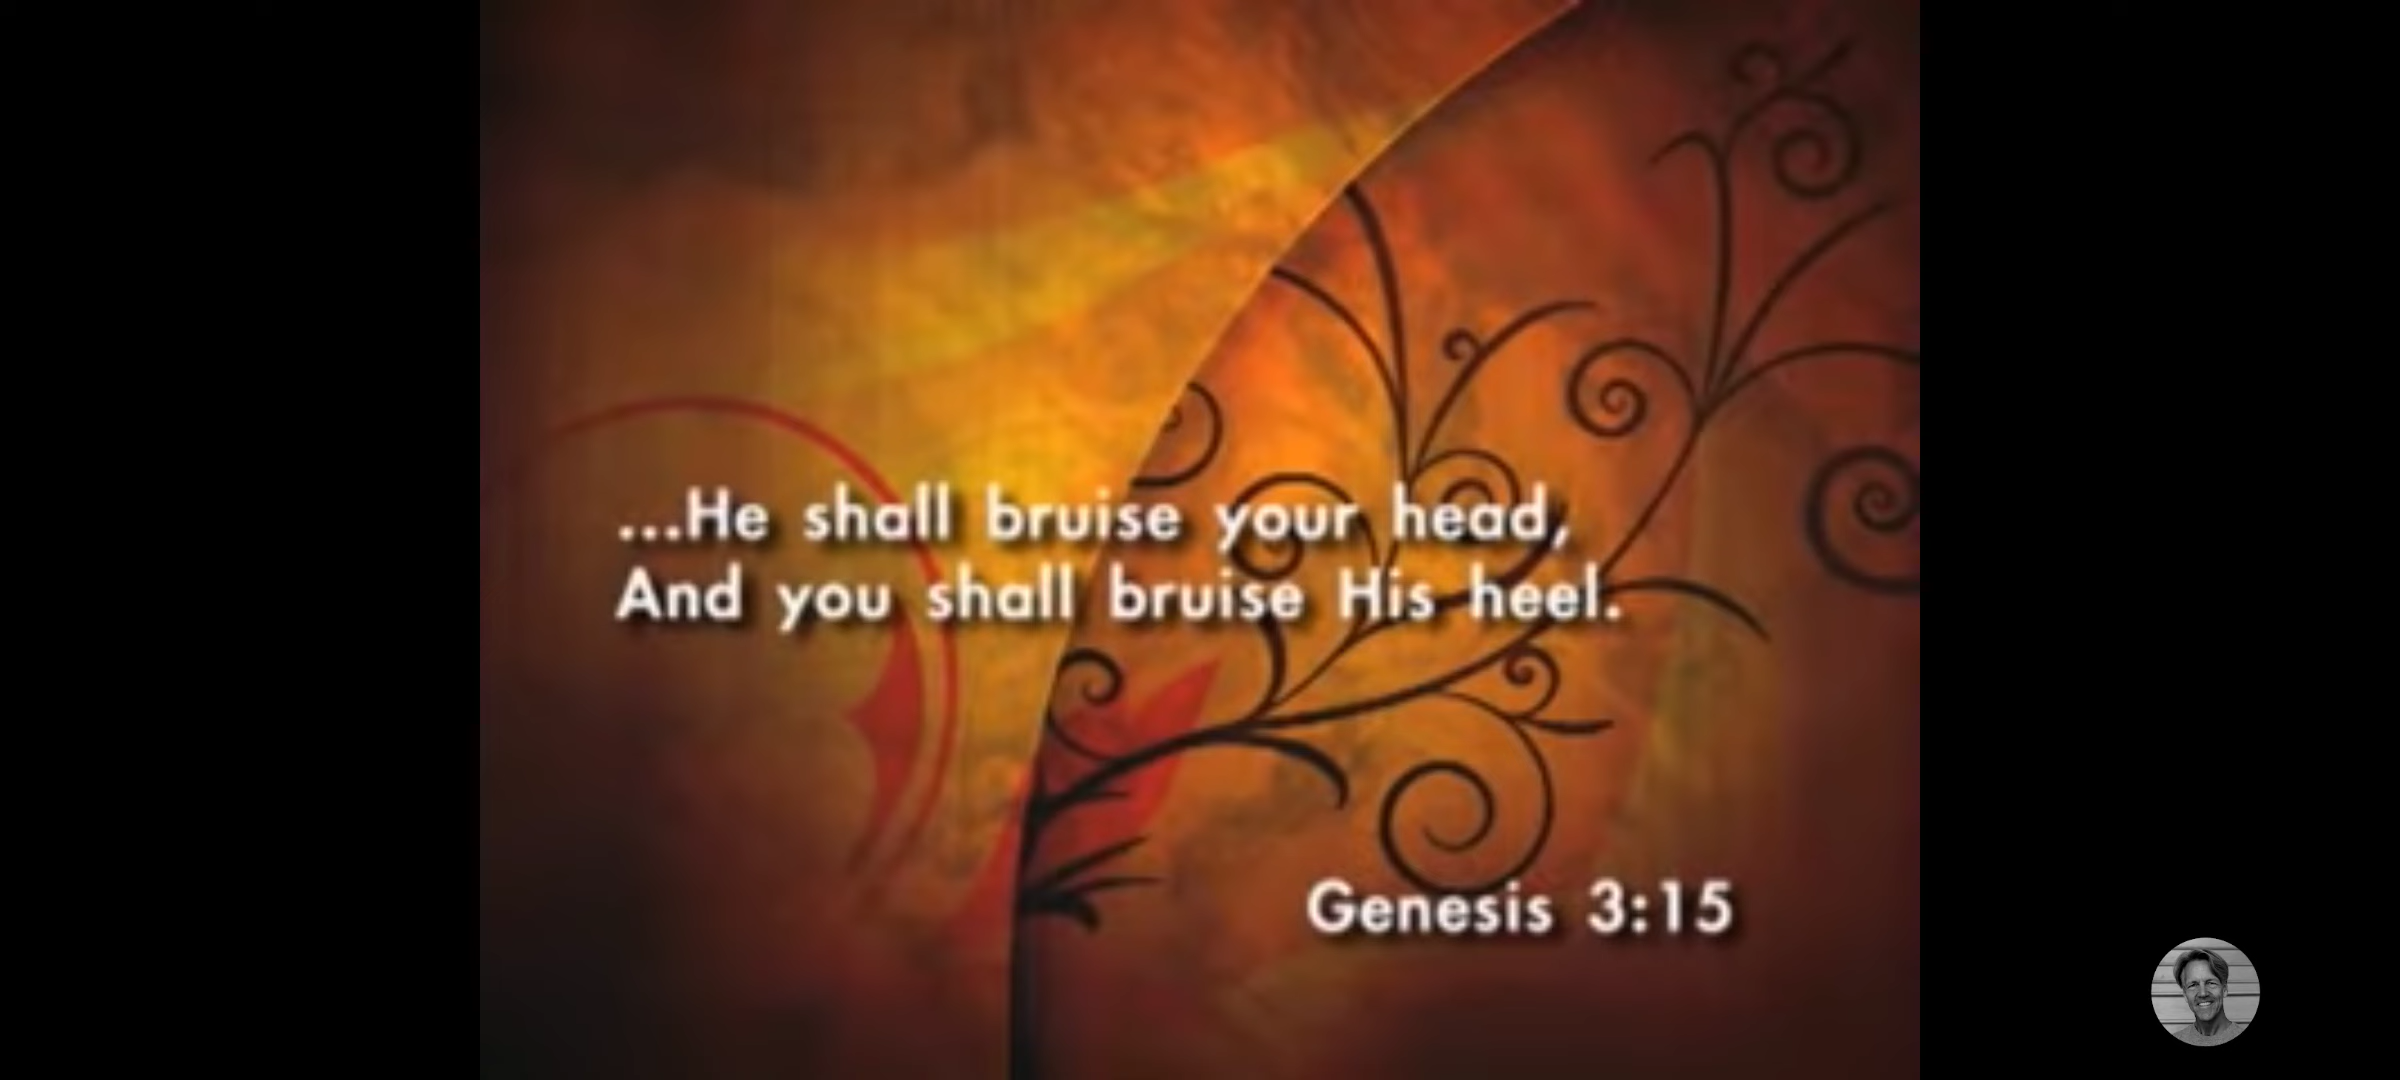 ...He shall bruise your head,
And you shall bruise His heel.
Genesis 3:15